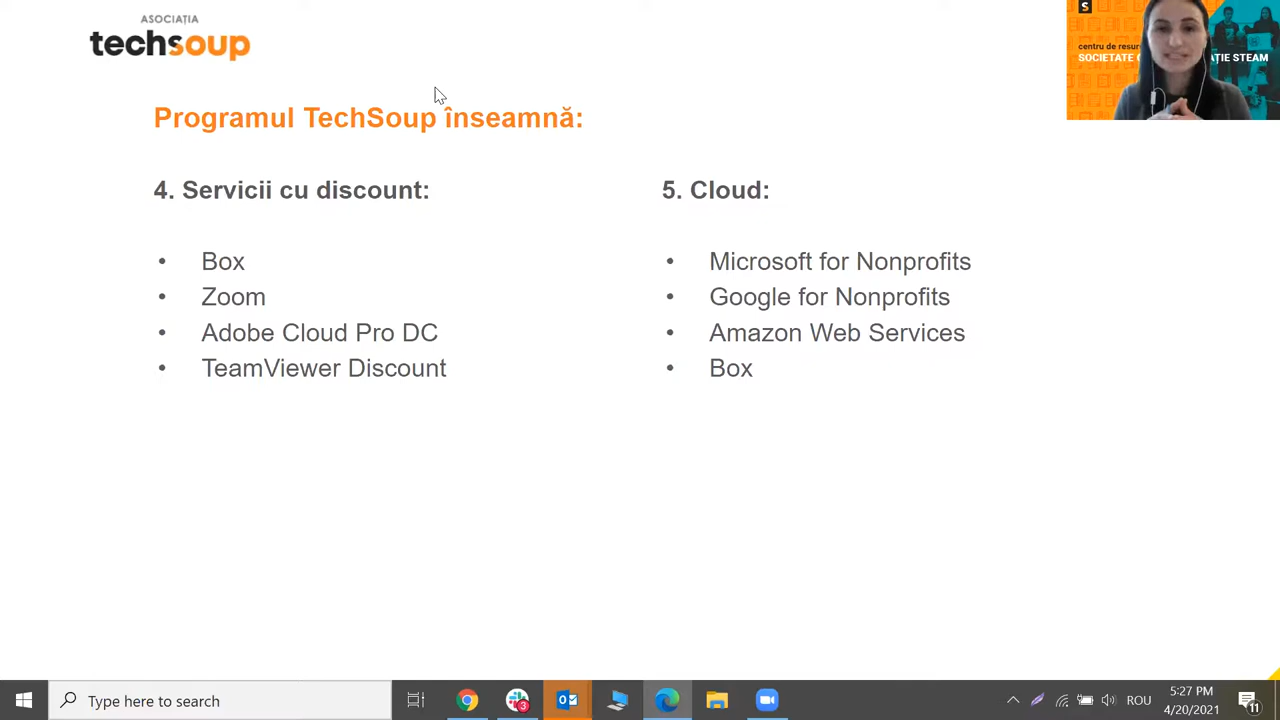 ASOCIAȚIA
techsoup
Programul TechSoup înseamnă:
4. Servicii cu discount:
• Box
• Zoom
• Adobe Cloud Pro DC
• TeamViewer Discount
5. Cloud:
• Microsoft for Nonprofits
• Google for Nonprofits
• Amazon Web Services
• Box
S
centru de
SOCIETATE
ȚIE STEAM
Type here to search
3
ROU
5:27 PM
4/20/2021
11